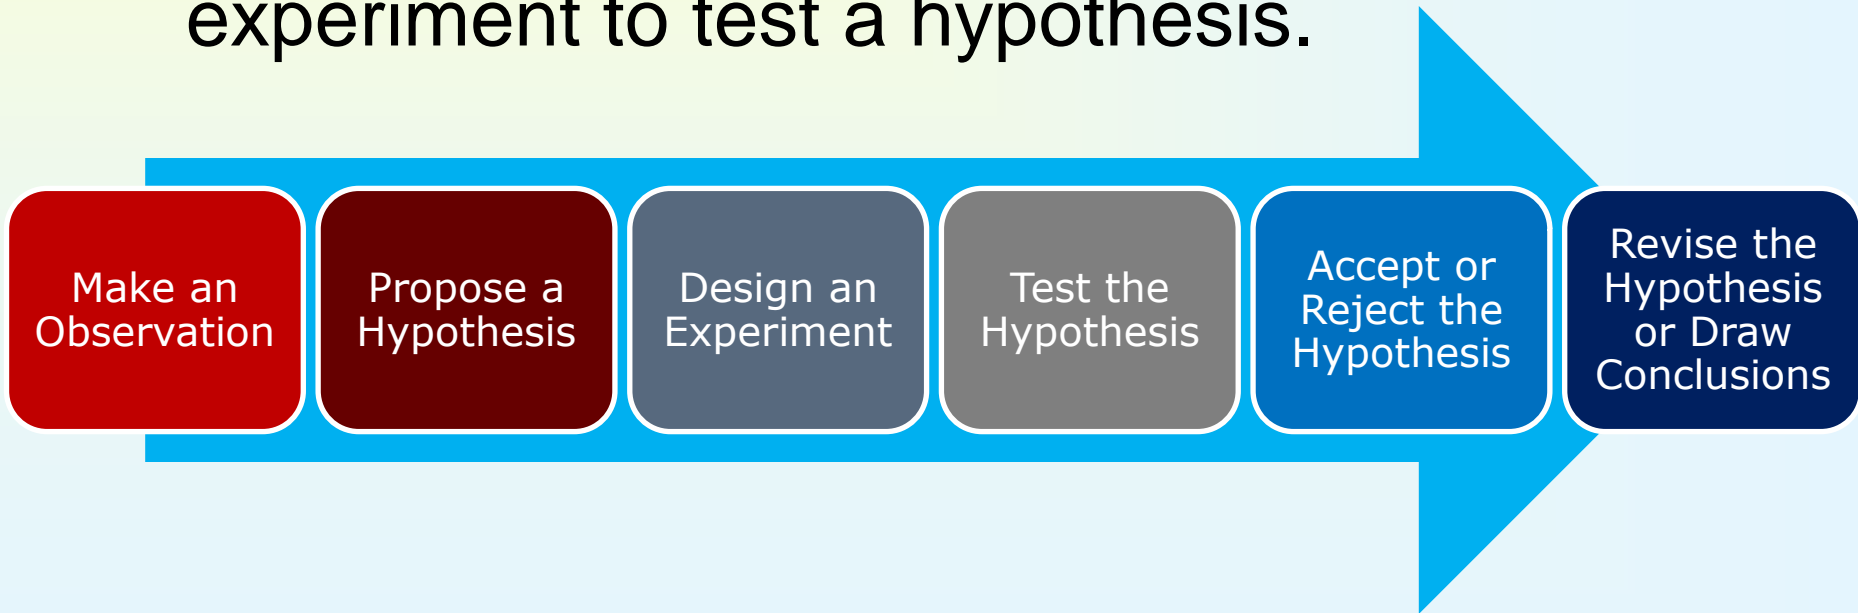 experiment to test a hypothesis.
Make an
Observation
Propose a
Hypothesis
Design an
Experiment
Test the
Hypothesis
Accept or
Reject the
Hypothesis
Revise the
Hypothesis
or Draw
Conclusions